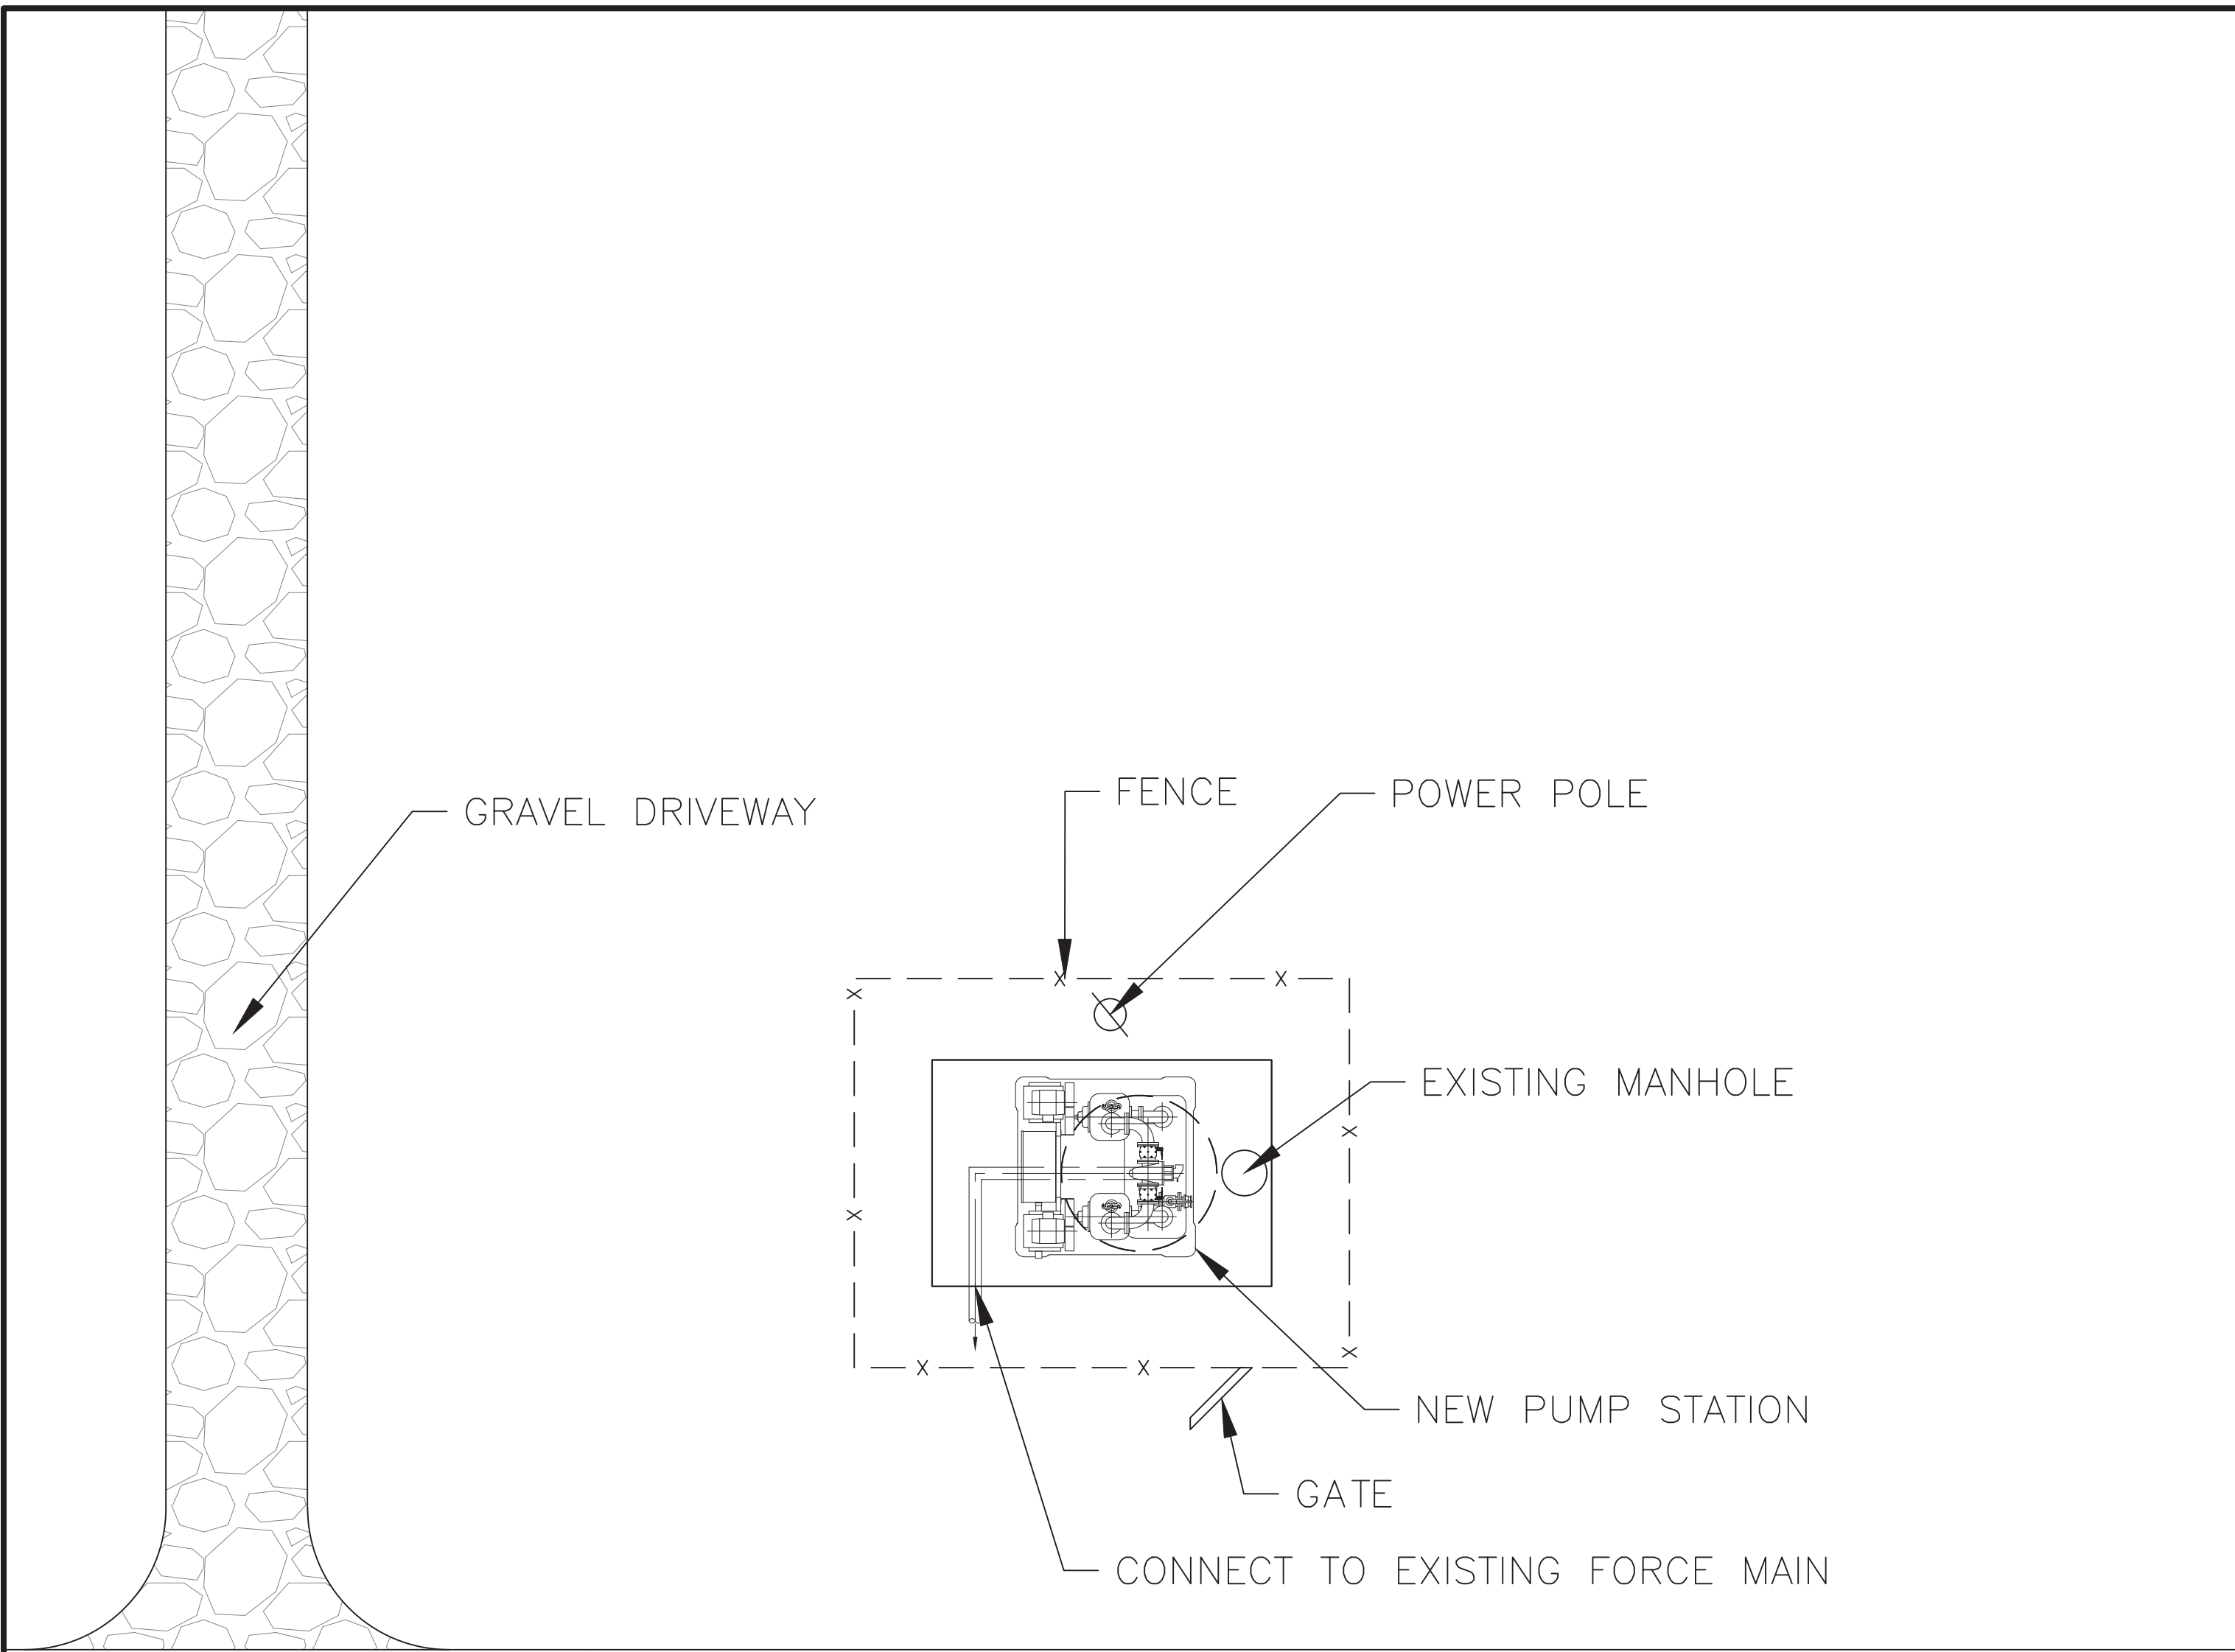 FENCE
POWER POLE
GRAVEL DRIVEWAY
EXISTING MANHOLE
NEW PUMP STATION
GATE
CONNECT TO EXISTING FORCE MAIN